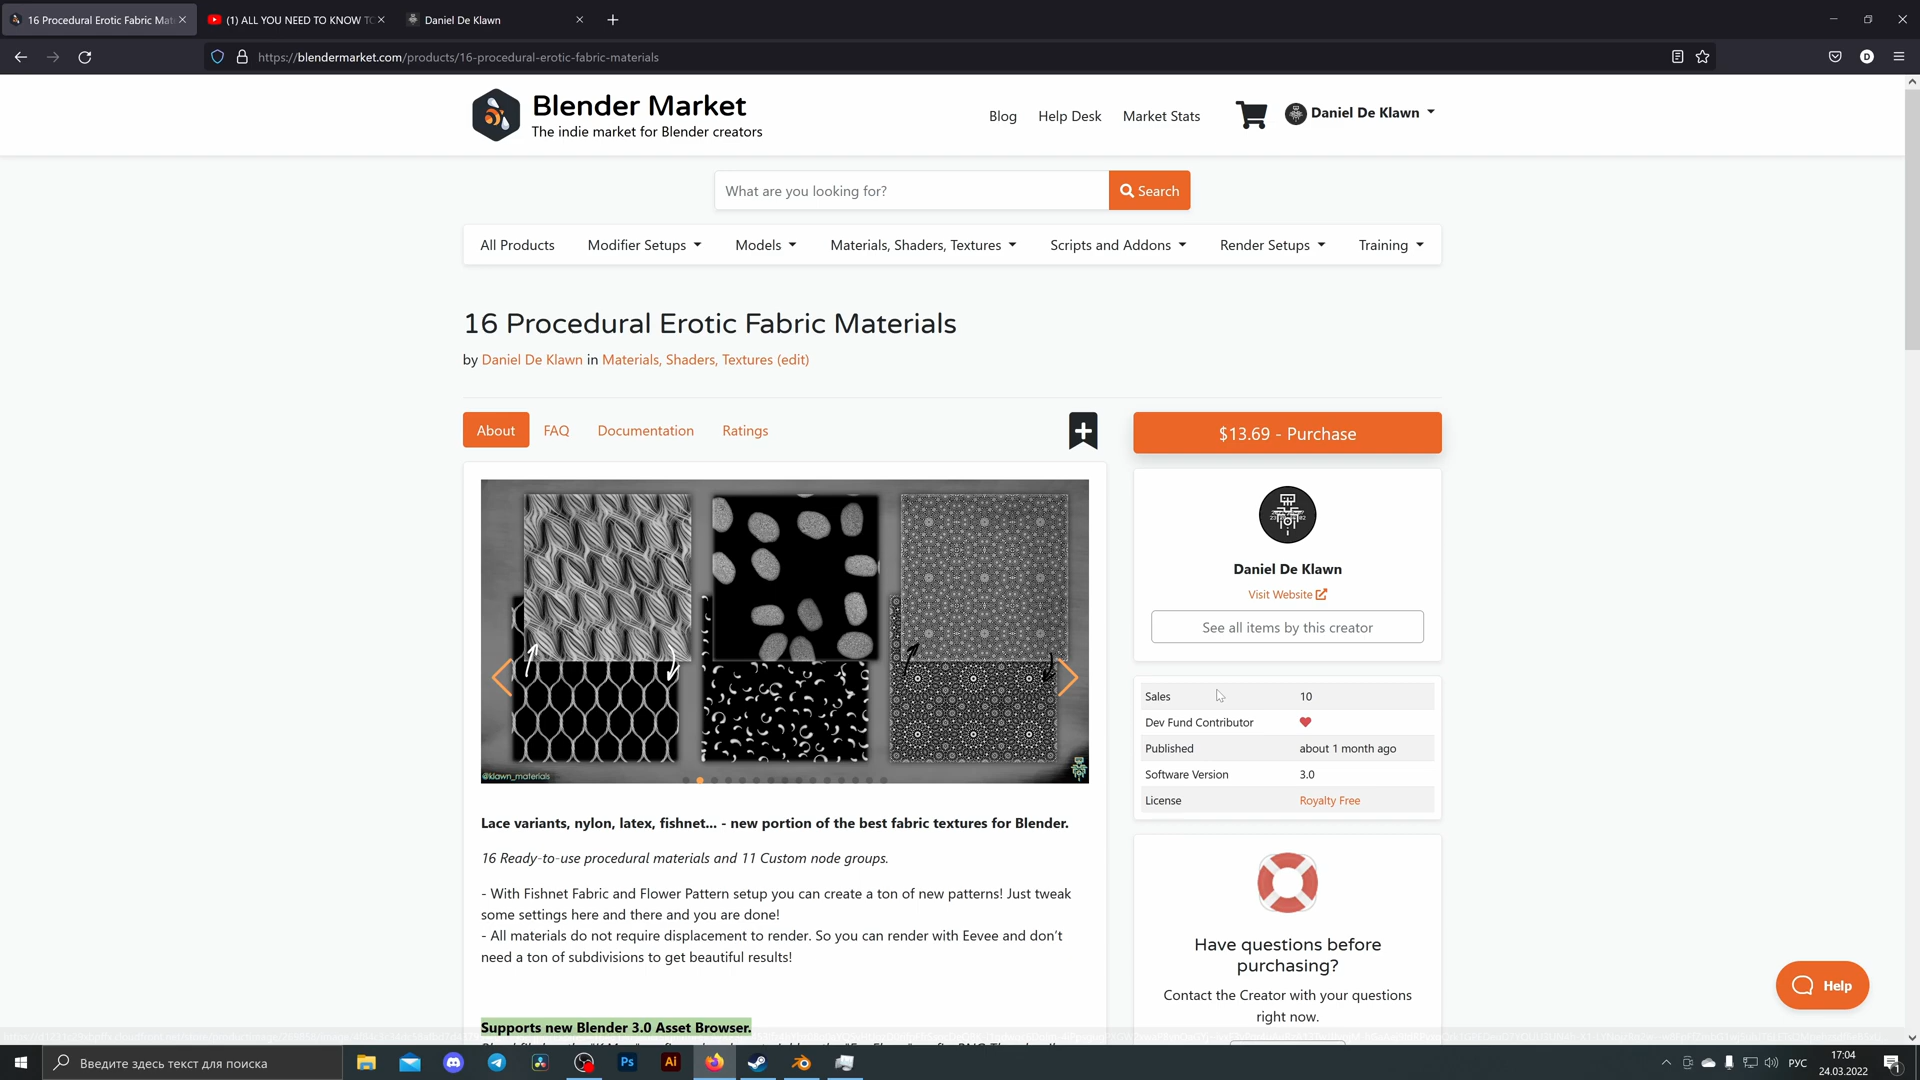 16 Procedural Erotic Fabric Mat
(1) ALL YOU NEED TO KNOW TO
Daniel De Klawn
https://blendermarket.com/products/16-procedural-erotic-fabric-materials
Blender Market
The indie market for Blender creators
Blog
Help Desk
Market Stats
Daniel De Klawn
What are you looking for?
Search
All Products
Modifier Setups
Models
Materials, Shaders, Textures
Scripts and Addons
Render Setups
Training
16 Procedural Erotic Fabric Materials
by Daniel De Klawn in Materials, Shaders, Textures (edit)
About
FAQ
Documentation
Ratings
$13.69 - Purchase
@klawn_materials
Daniel De Klawn
Visit Website
See all items by this creator
Sales 10
Dev Fund Contributor
Published about 1 month ago
Software Version 3.0
License Royalty Free
Lace variants, nylon, latex, fishnet... - new portion of the best fabric textures for Blender.
16 Ready-to-use procedural materials and 11 Custom node groups.
- With Fishnet Fabric and Flower Pattern setup you can create a ton of new patterns! Just tweak
some settings here and there and you are done!
- All materials do not require displacement to render. So you can render with Eevee and don't
need a ton of subdivisions to get beautiful results!
Supports new Blender 3.0 Asset Browser.
Have questions before
purchasing?
Contact the Creator with your questions
right now.
Help
Введите здесь текст для поиска
Ps
Ai
РУС
17:04
24.03.2022
1